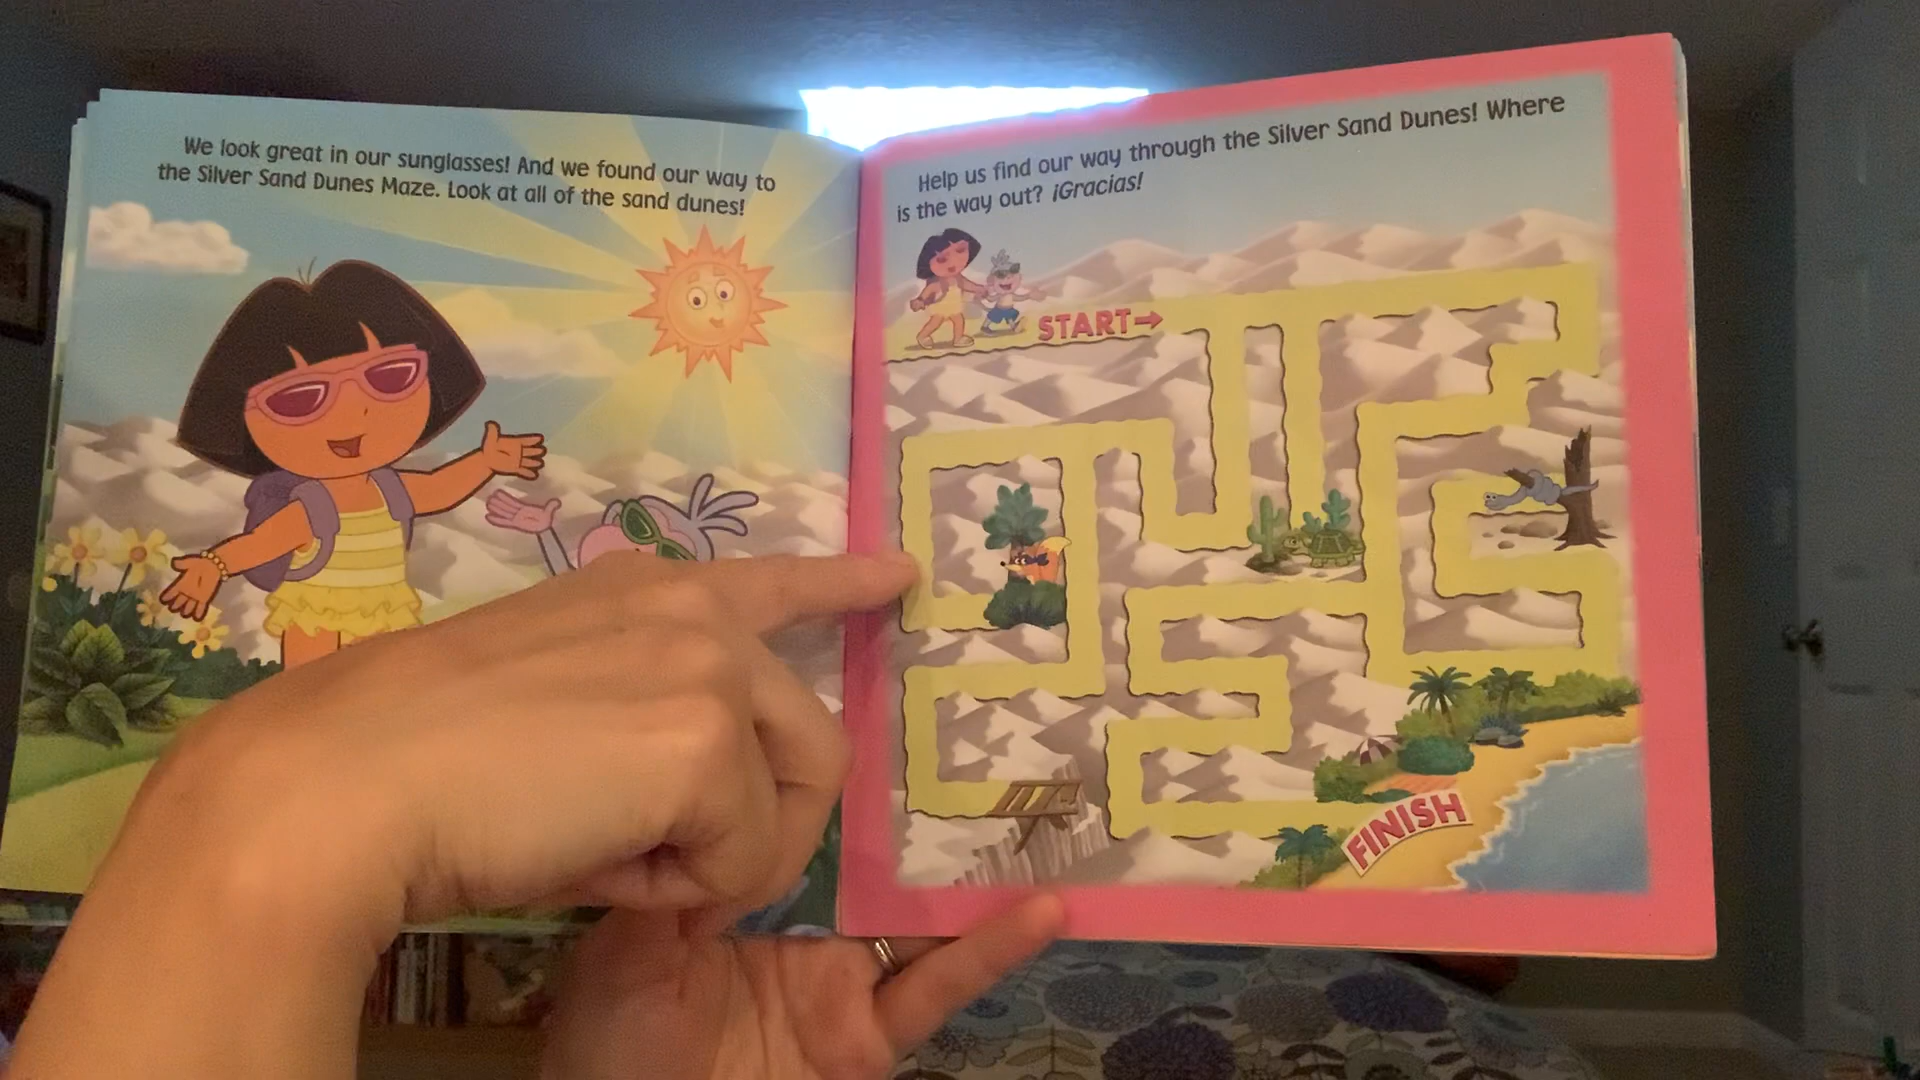 We look great in our sunglasses! And we found our way to
the Silver Sand Dunes Maze. Look at all of the sand dunes!
Help us find our way through the Silver Sand Dunes! Where
is the way out? ¡Gracias!
START→
FINISH